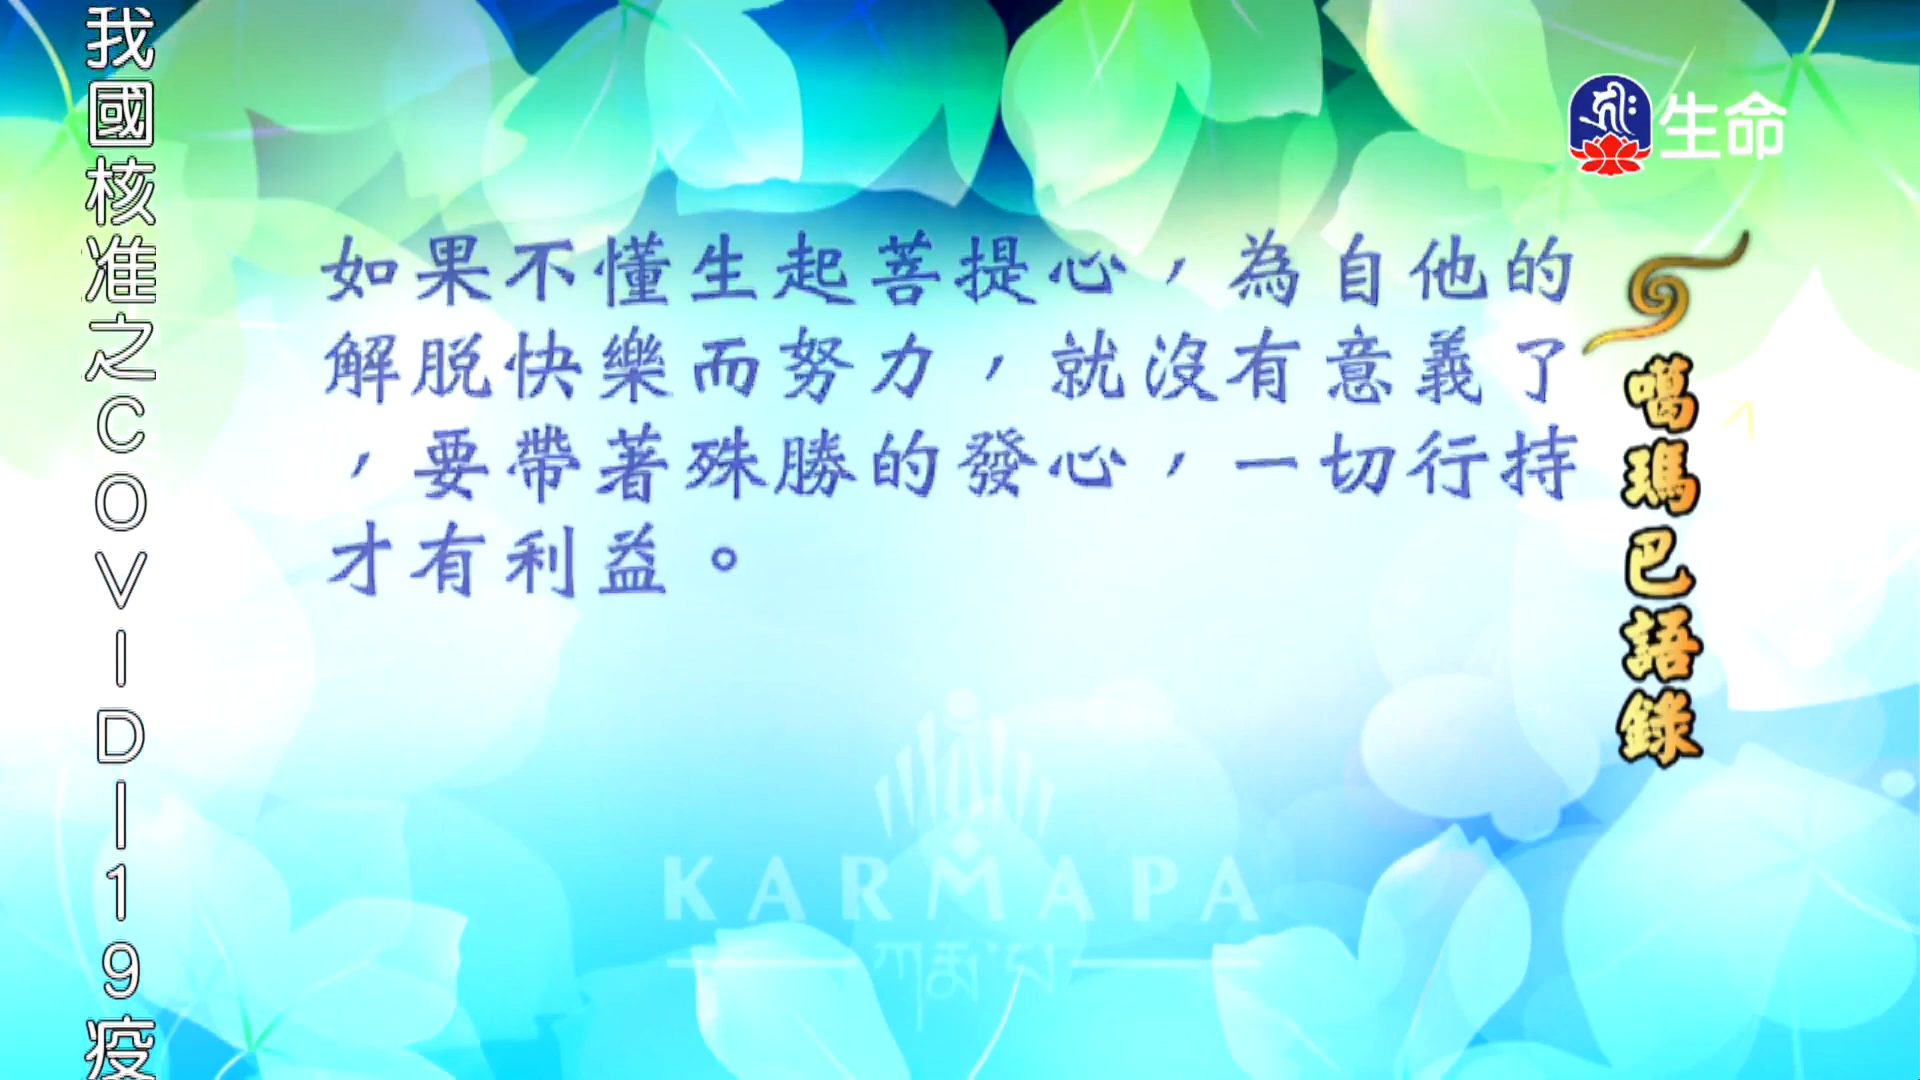 我國核准之COVID-19疫
生命
如果不懂生起菩提心，為自他的
解脫快樂而努力，就沒有意義了
，要帶著殊勝的發心，一切行持
才有利益。
噶瑪巴語錄
KARMAPA
ཀརྨ་པ